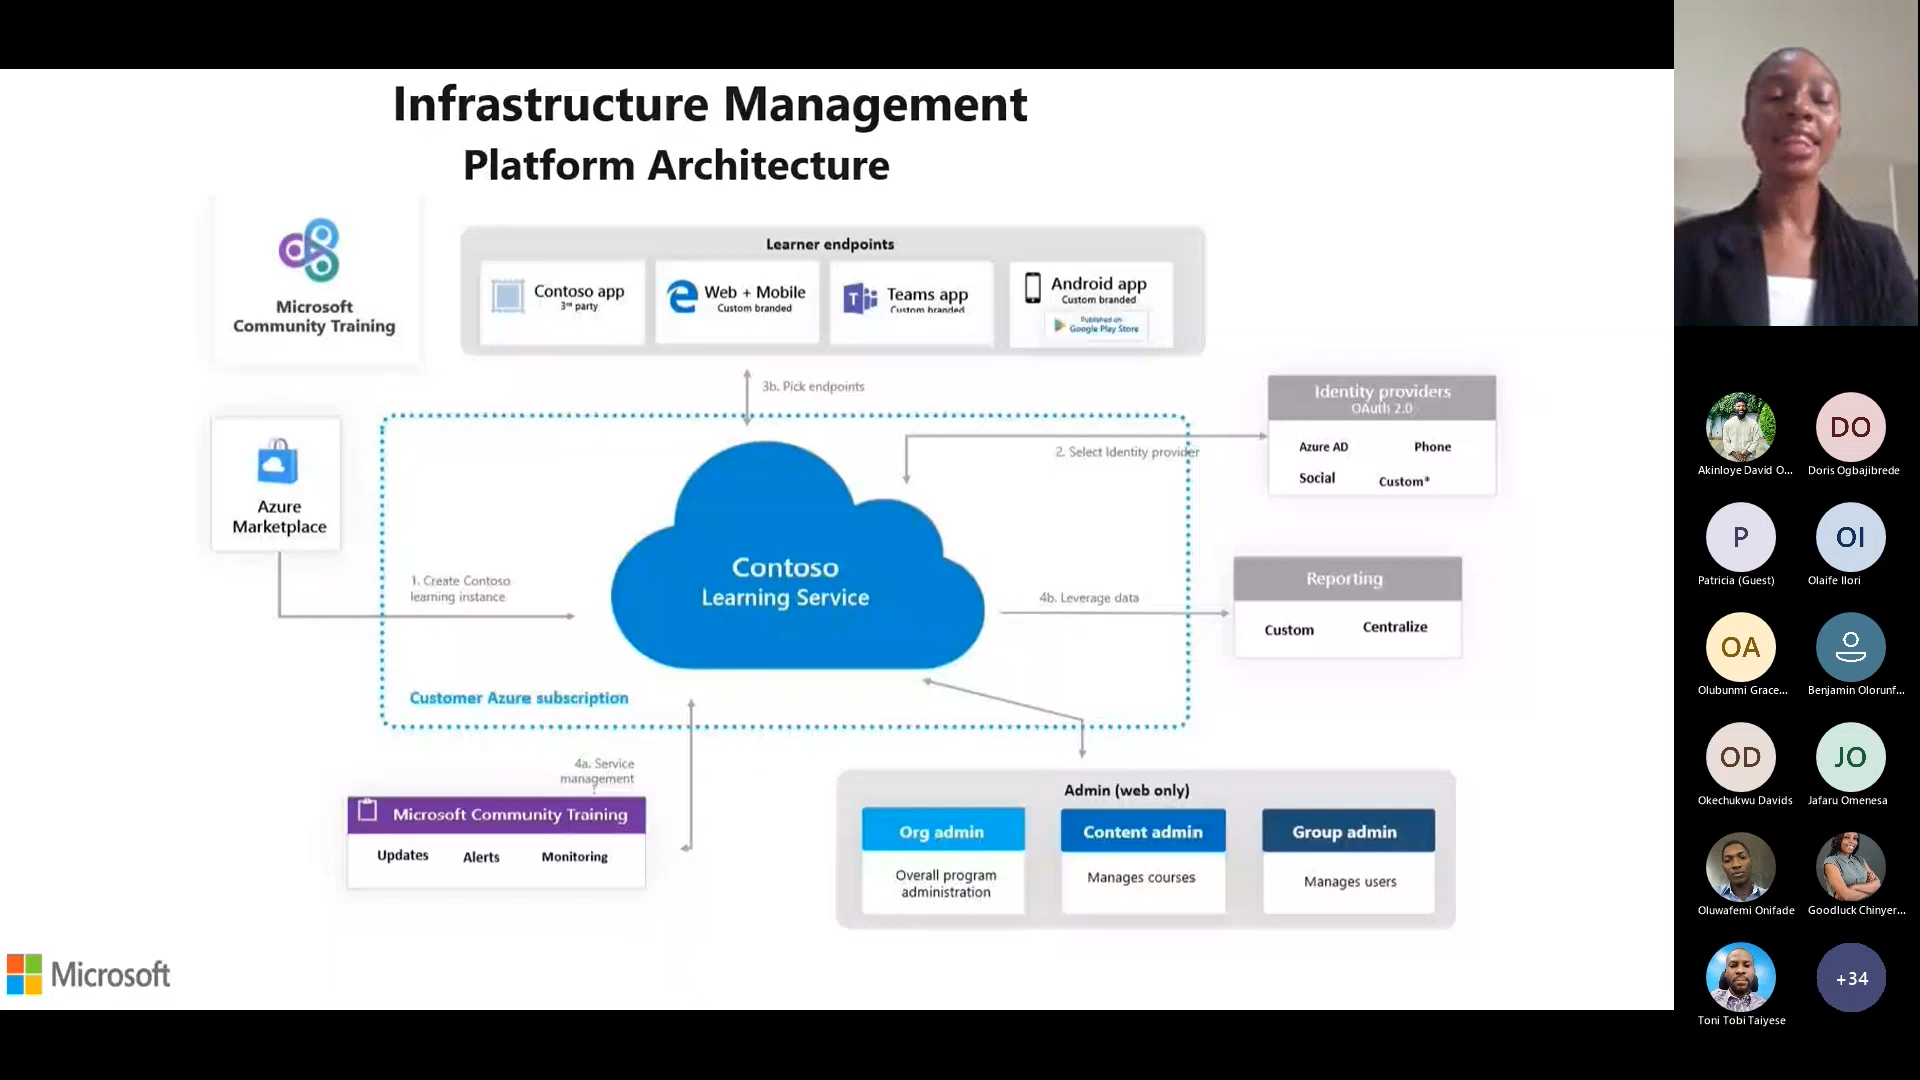 Infrastructure Management
Platform Architecture
Microsoft
Community Training
Learner endpoints
Contoso app
3rd party
Web + Mobile
Custom branded
Teams app
Custom branded
Android app
Custom branded
Published on
Google Play Store
3b. Pick endpoints
Identity providers
OAuth 2.0
Azure AD
Phone
Social
Custom*
2. Select Identity provider
Azure
Marketplace
1. Create Contoso
learning instance
Contoso
Learning Service
4b. Leverage data
Reporting
Custom
Centralize
Customer Azure subscription
4a. Service
management
Microsoft Community Training
Updates
Alerts
Monitoring
Admin (web only)
Org admin
Overall program
administration
Content admin
Manages courses
Group admin
Manages users
Microsoft
Akinloye David O...
DO
Doris Ogbajibrede
P
Patricia (Guest)
OI
Olaife Ilori
OA
Olubunmi Grace...
Benjamin Olorunf...
OD
Okechukwu Davids
JO
Jafaru Omenesa
Oluwafemi Onifade
Goodluck Chinyer...
Toni Tobi Taiyese
+34